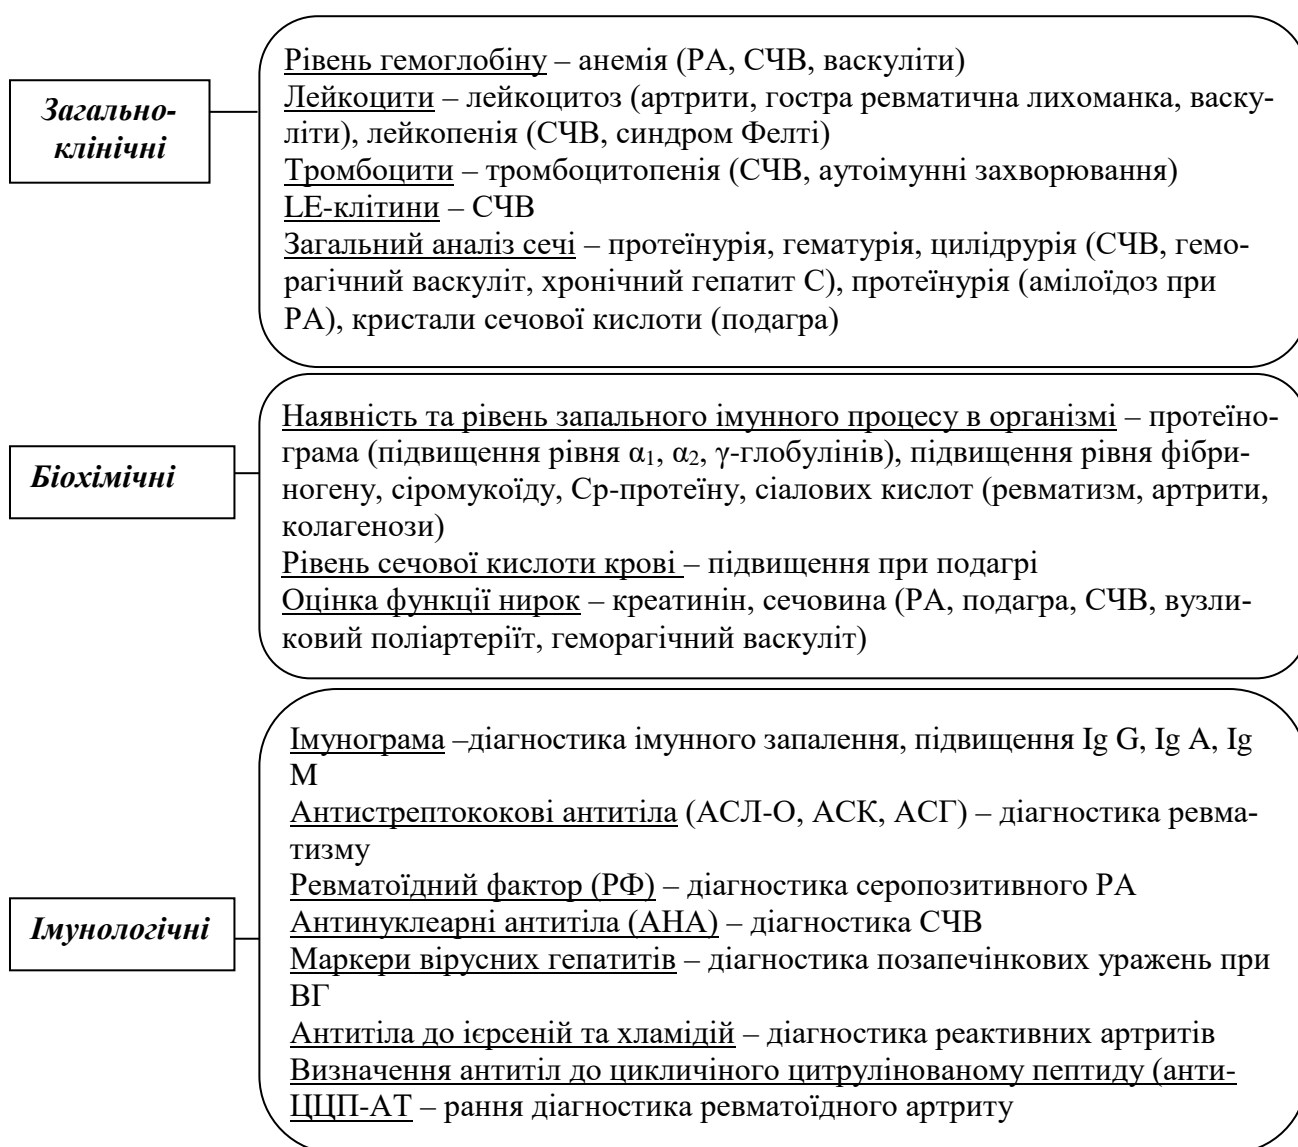 Загально-
клінічні
Рівень гемоглобіну – анемія (РА, СЧВ, васкуліти)
Лейкоцити – лейкоцитоз (артрити, гостра ревматична лихоманка, васку-
літи), лейкопенія (СЧВ, синдром Фелті)
Тромбоцити – тромбоцитопенія (СЧВ, аутоімунні захворювання)
LE-клітини – СЧВ
Загальний аналіз сечі – протеїнурія, гематурія, цилідрурія (СЧВ, гемо-
рагічний васкуліт, хронічний гепатит С), протеїнурія (амілоїдоз при
РА), кристали сечової кислоти (подагра)
Біохімічні
Наявність та рівень запального імунного процесу в організмі – протеїно-
грама (підвищення рівня α₁, α₂, γ-глобулінів), підвищення рівня фібри-
ногену, сіромукоїду, Ср-протеїну, сіалових кислот (ревматизм, артрити,
колагенози)
Рівень сечової кислоти крові – підвищення при подагрі
Оцінка функції нирок – креатинін, сечовина (РА, подагра, СЧВ, вузли-
ковий поліартеріїт, геморагічний васкуліт)
Імунологічні
Імунограма –діагностика імунного запалення, підвищення Ig G, Ig A, Ig
M
Антистрептококові антитіла (АСЛ-О, АСК, АСГ) – діагностика ревма-
тизму
Ревматоїдний фактор (РФ) – діагностика серопозитивного РА
Антинуклеарні антитіла (АНА) – діагностика СЧВ
Маркери вірусних гепатитів – діагностика позапечінкових уражень при
ВГ
Антитіла до ієрсеній та хламідій – діагностика реактивних артритів
Визначення антитіл до цикличіного цитрулінованому пептиду (анти-
ЦЦП-АТ – рання діагностика ревматоїдного артриту